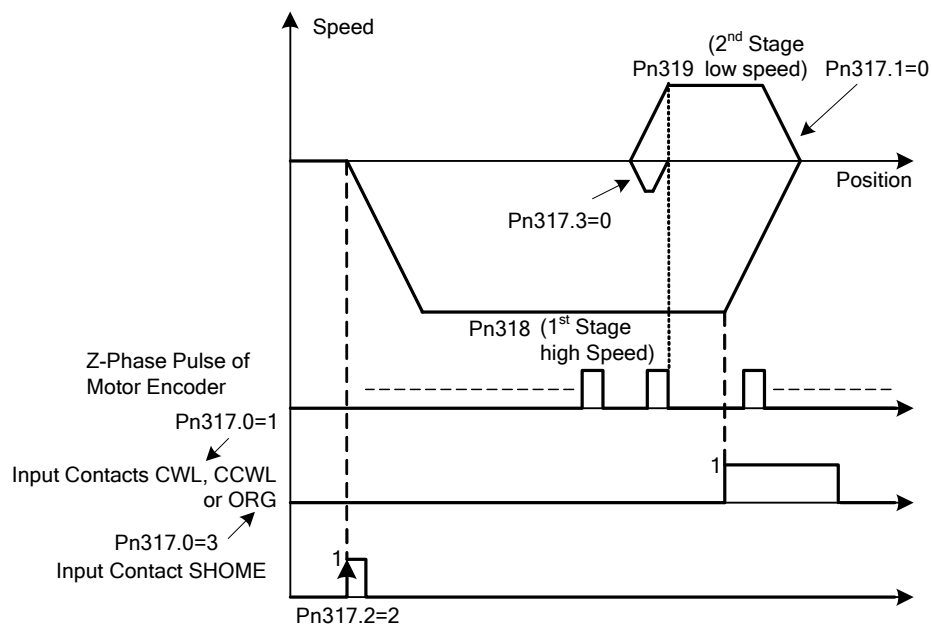 Speed
(2nd Stage
low speed)
Pn319
Pn317.1=0
Position
Pn317.3=0
Pn318 (1st Stage
high Speed)
Z-Phase Pulse of
Motor Encoder
Pn317.0=1
Input Contacts CWL, CCWL
or ORG
1
Pn317.0=3
Input Contact SHOME
1
Pn317.2=2